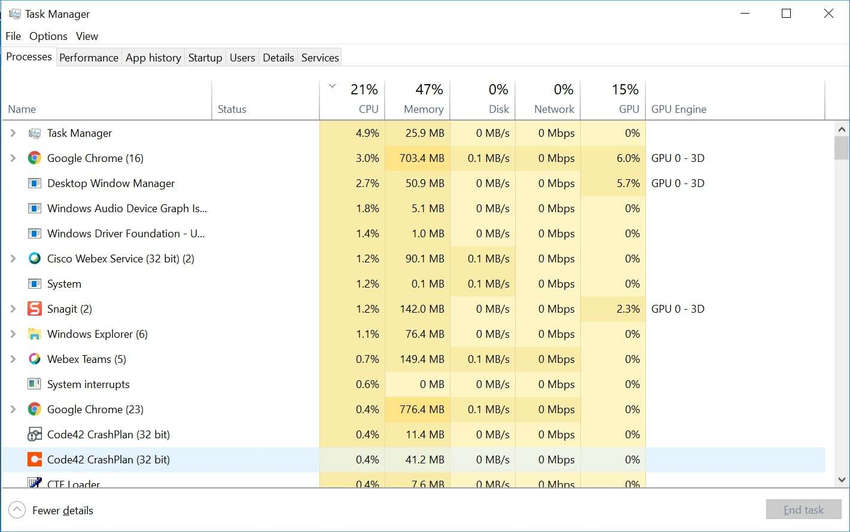 Task Manager
File Options View
Processes Performance App history Startup Users Details Services
21% 47% 0% 0% 15%
Name Status CPU Memory Disk Network GPU GPU Engine
Task Manager 4.9% 25.9 MB 0 MB/s 0 Mbps 0%
Google Chrome (16) 3.0% 703.4 MB 0.1 MB/s 0 Mbps 6.0% GPU 0 - 3D
Desktop Window Manager 2.7% 50.9 MB 0 MB/s 0 Mbps 5.7% GPU 0 - 3D
Windows Audio Device Graph Is... 1.8% 5.1 MB 0 MB/s 0 Mbps 0%
Windows Driver Foundation - U... 1.4% 1.0 MB 0 MB/s 0 Mbps 0%
Cisco Webex Service (32 bit) (2) 1.2% 90.1 MB 0.1 MB/s 0 Mbps 0%
System 1.2% 0.1 MB 0.1 MB/s 0 Mbps 0%
Snagit (2) 1.2% 142.0 MB 0 MB/s 0 Mbps 2.3% GPU 0 - 3D
Windows Explorer (6) 1.1% 76.4 MB 0 MB/s 0 Mbps 0%
Webex Teams (5) 0.7% 149.4 MB 0.1 MB/s 0 Mbps 0%
System interrupts 0.6% 0 MB 0 MB/s 0 Mbps 0%
Google Chrome (23) 0.4% 776.4 MB 0.1 MB/s 0 Mbps 0%
Code42 CrashPlan (32 bit) 0.4% 11.4 MB 0 MB/s 0 Mbps 0%
Code42 CrashPlan (32 bit) 0.4% 41.2 MB 0 MB/s 0 Mbps 0%
CTF Loader 0.4% 7.6 MB 0 MB/s 0 Mbps 0%
Fewer details End task